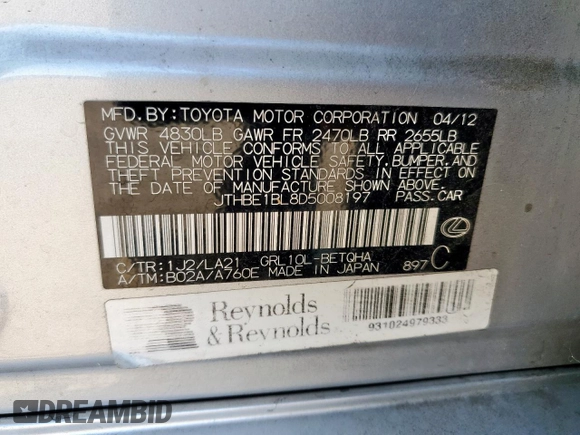 MFD.BY:TOYOTA MOTOR CORPORATION 04/12
GVWR 4830LB GAWR FR 2470LB RR 2655LB
THIS VEHICLE CONFORMS TO ALL APPLICABLE
FEDERAL MOTOR VEHICLE SAFETY,BUMPER,AND
THEFT PREVENTION STANDARDS IN EFFECT ON
THE DATE OF MANUFACTURE SHOWN ABOVE.
JTHBE1BL8D5008197 PASS.CAR
C/TR:1J2/LA21 GRL10L-BETQHA
A/TM:B02A/A760E MADE IN JAPAN 897 C
Reynolds
& Reynolds
931024979333
DREAMBID